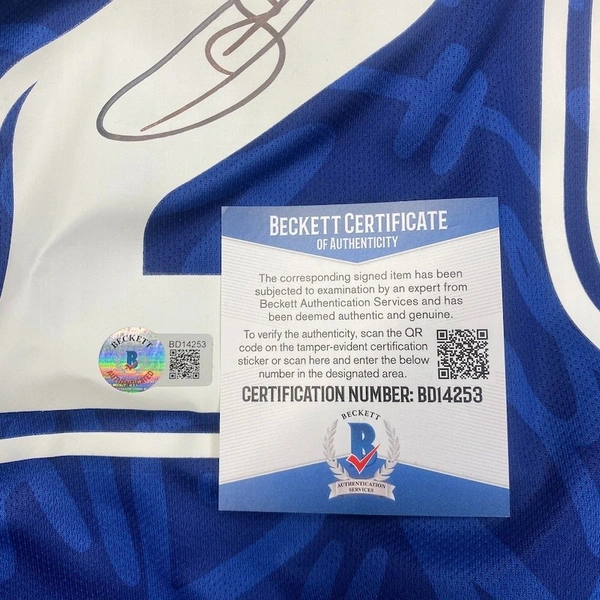 BECKETT CERTIFICATE
OF AUTHENTICITY
The corresponding signed item has been
subjected to examination by an expert from
Beckett Authentication Services and has
been deemed authentic and genuine.
To verify the authenticity, scan the QR
code on the tamper-evident certification
sticker or scan here and enter the below
number in the designated area.
CERTIFICATION NUMBER: BD14253
BECKETT
B
AUTHENTICATION
SERVICES
BECKETT
B
AUTHENTICATED
BD14253
2